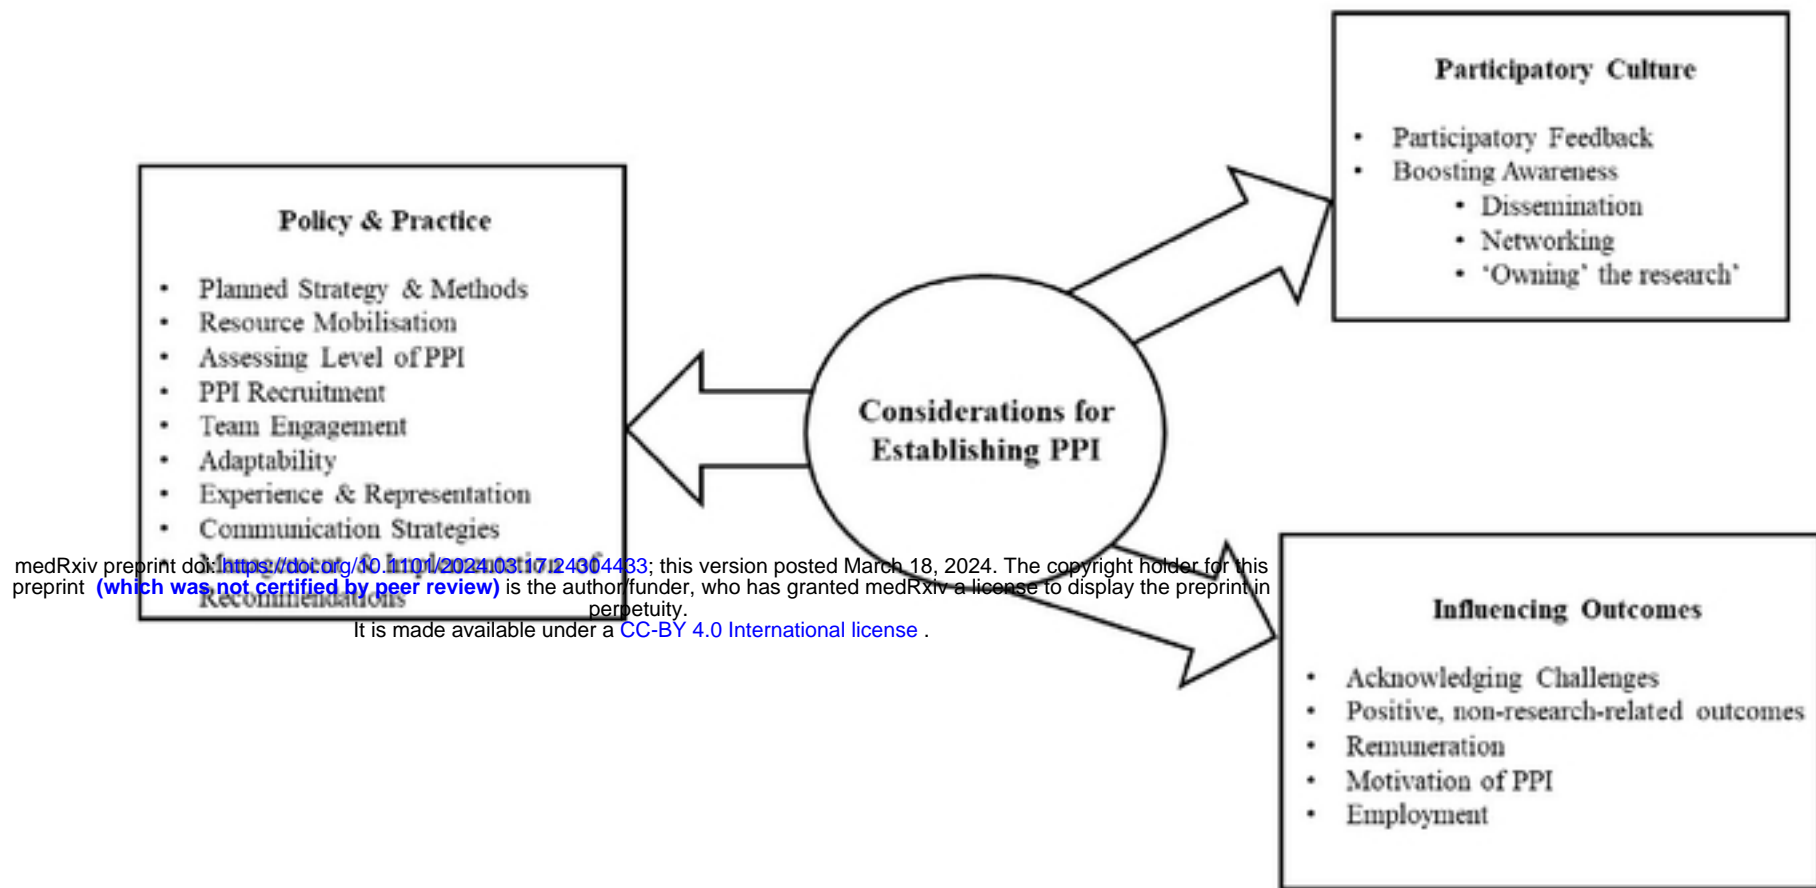 Participatory Culture
• Participatory Feedback
• Boosting Awareness
• Dissemination
• Networking
• ‘Owning’ the research’
Policy & Practice
• Planned Strategy & Methods
• Resource Mobilisation
• Assessing Level of PPI
• PPI Recruitment
• Team Engagement
• Adaptability
• Experience & Representation
• Communication Strategies
• Management & Implementation of
Recommendations
Considerations for
Establishing PPI
Influencing Outcomes
• Acknowledging Challenges
• Positive, non-research-related outcomes
• Remuneration
• Motivation of PPI
• Employment
medRxiv preprint doi: https://doi.org/10.1101/2024.03.17.24304433; this version posted March 18, 2024. The copyright holder for this
preprint (which was not certified by peer review) is the author/funder, who has granted medRxiv a license to display the preprint in
perpetuity.
It is made available under a CC-BY 4.0 International license .